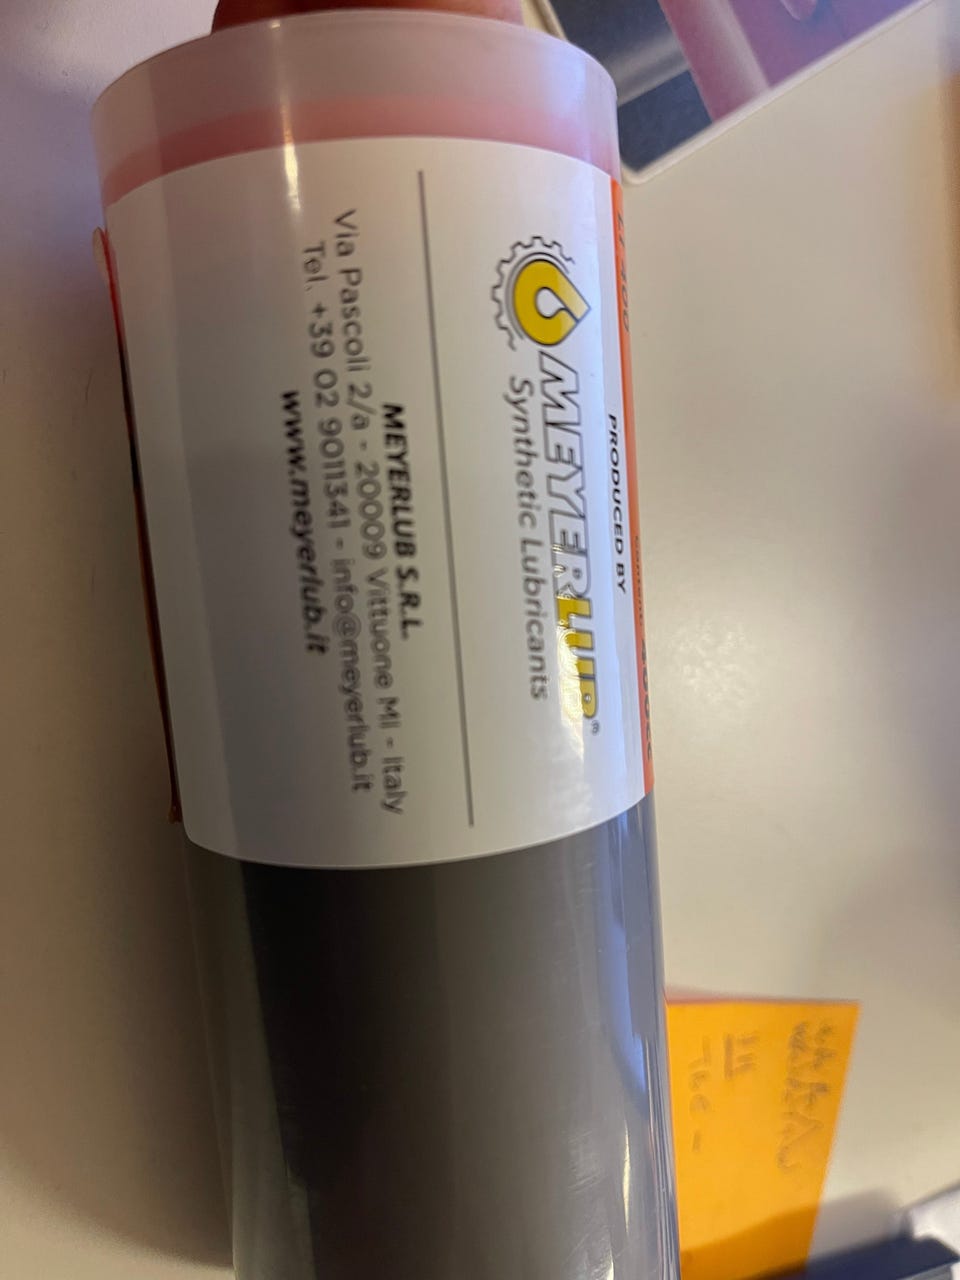 PRODUCED BY
MEYERLUB®
Synthetic Lubricants
MEYERLUB S.R.L.
Via Pascoli 2/a - 20009 Vittuone MI - Italy
Tel. +39 02 9011341 - info@meyerlub.it
www.meyerlub.it